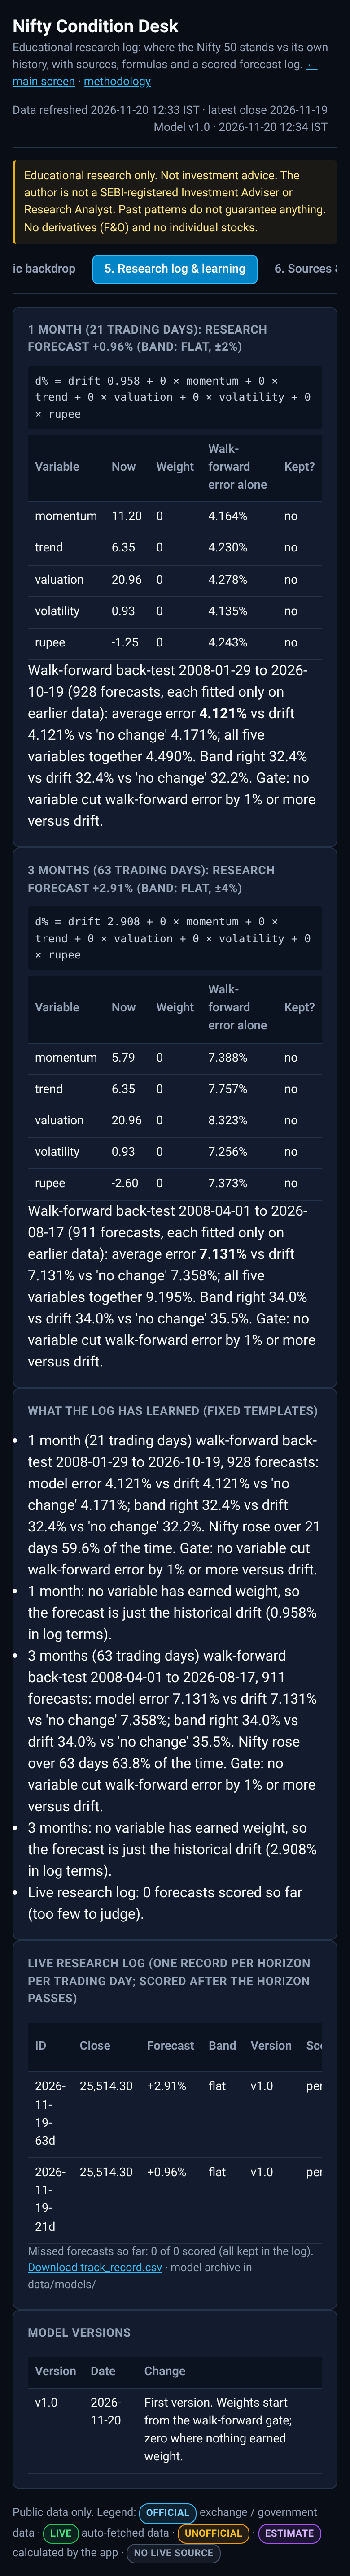 Nifty Condition Desk
Educational research log: where the Nifty 50 stands vs its own
history, with sources, formulas and a scored forecast log. ←
main screen · methodology
Data refreshed 2026-11-20 12:33 IST · latest close 2026-11-19
Model v1.0 · 2026-11-20 12:34 IST
Educational research only. Not investment advice. The
author is not a SEBI-registered Investment Adviser or
Research Analyst. Past patterns do not guarantee anything.
No derivatives (F&O) and no individual stocks.
ic backdrop 5. Research log & learning 6. Sources &
1 MONTH (21 TRADING DAYS): RESEARCH
FORECAST +0.96% (BAND: FLAT, ±2%)
d% = drift 0.958 + 0 × momentum + 0 ×
trend + 0 × valuation + 0 × volatility + 0
× rupee
Variable Now Weight Walk-
forward
error alone Kept?
momentum 11.20 0 4.164% no
trend 6.35 0 4.230% no
valuation 20.96 0 4.278% no
volatility 0.93 0 4.135% no
rupee -1.25 0 4.243% no
Walk-forward back-test 2008-01-29 to 2026-
10-19 (928 forecasts, each fitted only on
earlier data): average error 4.121% vs drift
4.121% vs 'no change' 4.171%; all five
variables together 4.490%. Band right 32.4%
vs drift 32.4% vs 'no change' 32.2%. Gate: no
variable cut walk-forward error by 1% or more
versus drift.
3 MONTHS (63 TRADING DAYS): RESEARCH
FORECAST +2.91% (BAND: FLAT, ±4%)
d% = drift 2.908 + 0 × momentum + 0 ×
trend + 0 × valuation + 0 × volatility + 0
× rupee
Variable Now Weight Walk-
forward
error alone Kept?
momentum 5.79 0 7.388% no
trend 6.35 0 7.757% no
valuation 20.96 0 8.323% no
volatility 0.93 0 7.256% no
rupee -2.60 0 7.373% no
Walk-forward back-test 2008-04-01 to 2026-
08-17 (911 forecasts, each fitted only on
earlier data): average error 7.131% vs drift
7.131% vs 'no change' 7.358%; all five
variables together 9.195%. Band right 34.0%
vs drift 34.0% vs 'no change' 35.5%. Gate: no
variable cut walk-forward error by 1% or more
versus drift.
WHAT THE LOG HAS LEARNED (FIXED TEMPLATES)
• 1 month (21 trading days) walk-forward back-
test 2008-01-29 to 2026-10-19, 928 forecasts:
model error 4.121% vs drift 4.121% vs 'no
change' 4.171%; band right 32.4% vs drift
32.4% vs 'no change' 32.2%. Nifty rose over 21
days 59.6% of the time. Gate: no variable cut
walk-forward error by 1% or more versus drift.
• 1 month: no variable has earned weight, so
the forecast is just the historical drift (0.958%
in log terms).
• 3 months (63 trading days) walk-forward
back-test 2008-04-01 to 2026-08-17, 911
forecasts: model error 7.131% vs drift 7.131%
vs 'no change' 7.358%; band right 34.0% vs
drift 34.0% vs 'no change' 35.5%. Nifty rose
over 63 days 63.8% of the time. Gate: no
variable cut walk-forward error by 1% or more
versus drift.
• 3 months: no variable has earned weight, so
the forecast is just the historical drift (2.908%
in log terms).
• Live research log: 0 forecasts scored so far
(too few to judge).
LIVE RESEARCH LOG (ONE RECORD PER HORIZON
PER TRADING DAY; SCORED AFTER THE HORIZON
PASSES)
ID Close Forecast Band Version Sco
2026- 25,514.30 +2.91% flat v1.0 per
11-
19-
63d
2026- 25,514.30 +0.96% flat v1.0 per
11-
19-
21d
Missed forecasts so far: 0 of 0 scored (all kept in the log).
Download track_record.csv · model archive in
data/models/
MODEL VERSIONS
Version Date Change
v1.0 2026- First version. Weights start
11-20 from the walk-forward gate;
zero where nothing earned
weight.
Public data only. Legend: OFFICIAL exchange / government
data · LIVE auto-fetched data · UNOFFICIAL · ESTIMATE
calculated by the app · NO LIVE SOURCE